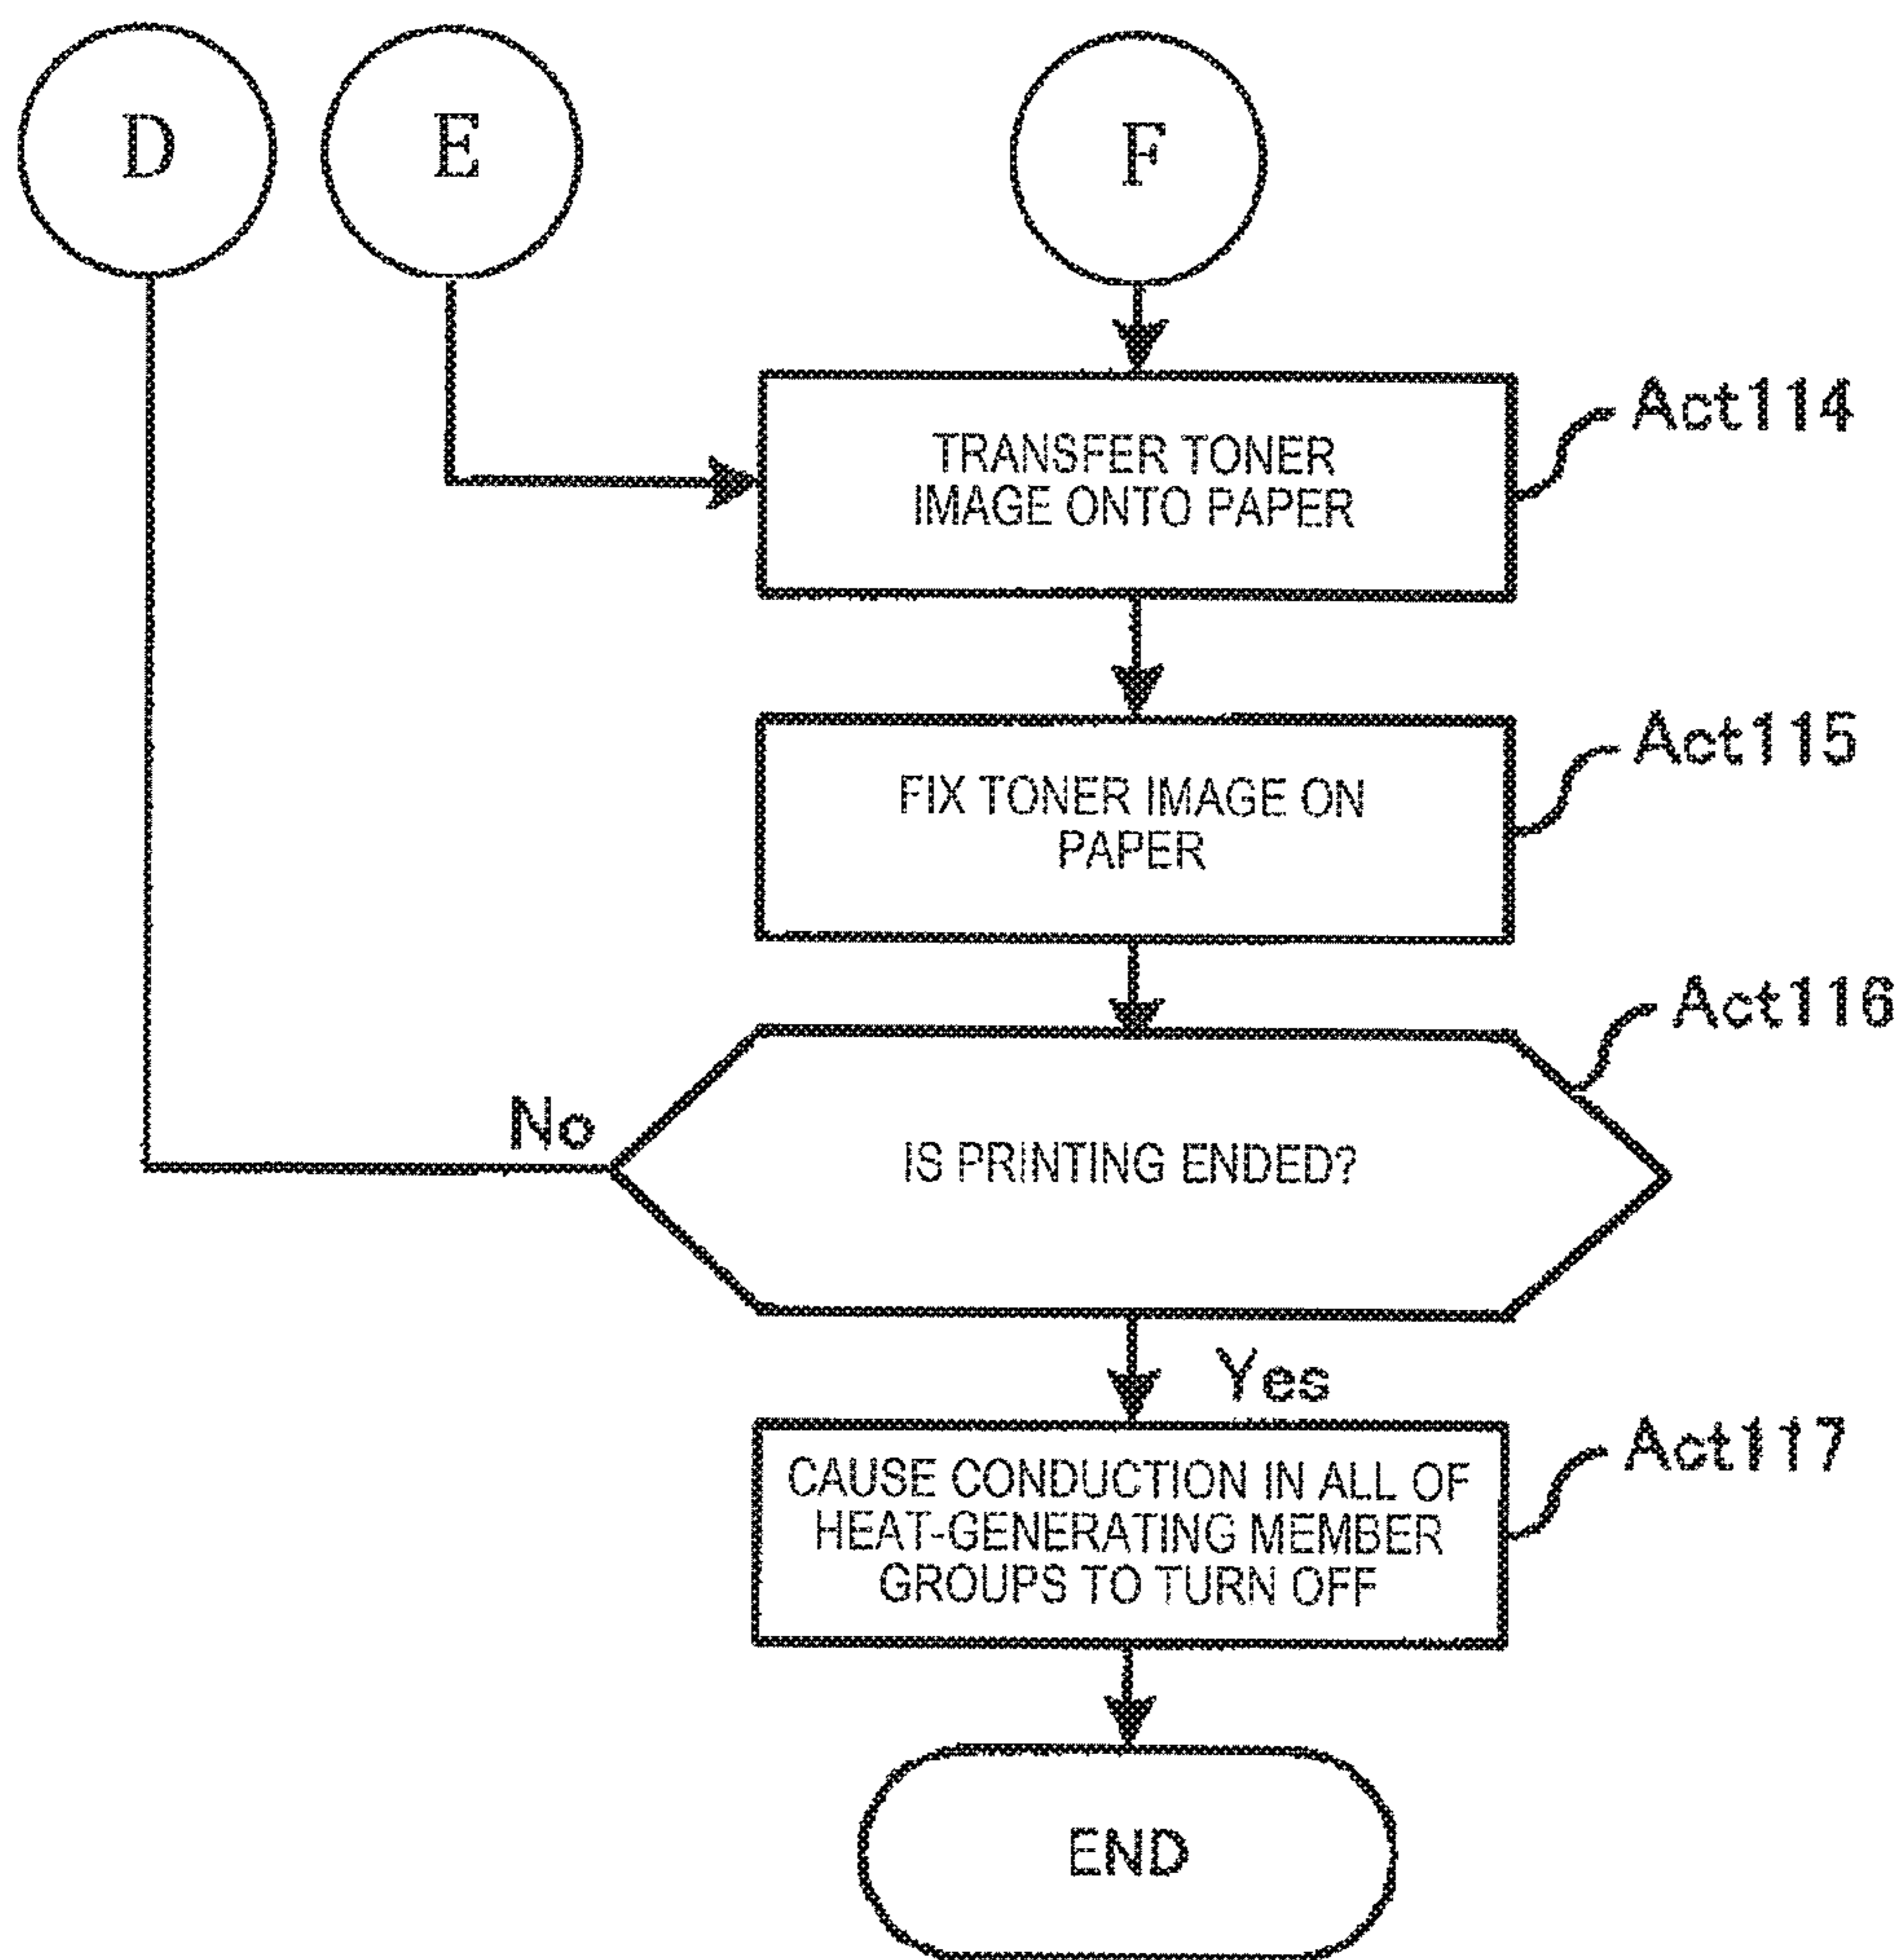 D
E
F
Act114
TRANSFER TONER
IMAGE ONTO PAPER
Act115
FIX TONER IMAGE ON
PAPER
Act116
No
IS PRINTING ENDED?
Yes
Act117
CAUSE CONDUCTION IN ALL OF
HEAT-GENERATING MEMBER
GROUPS TO TURN OFF
END